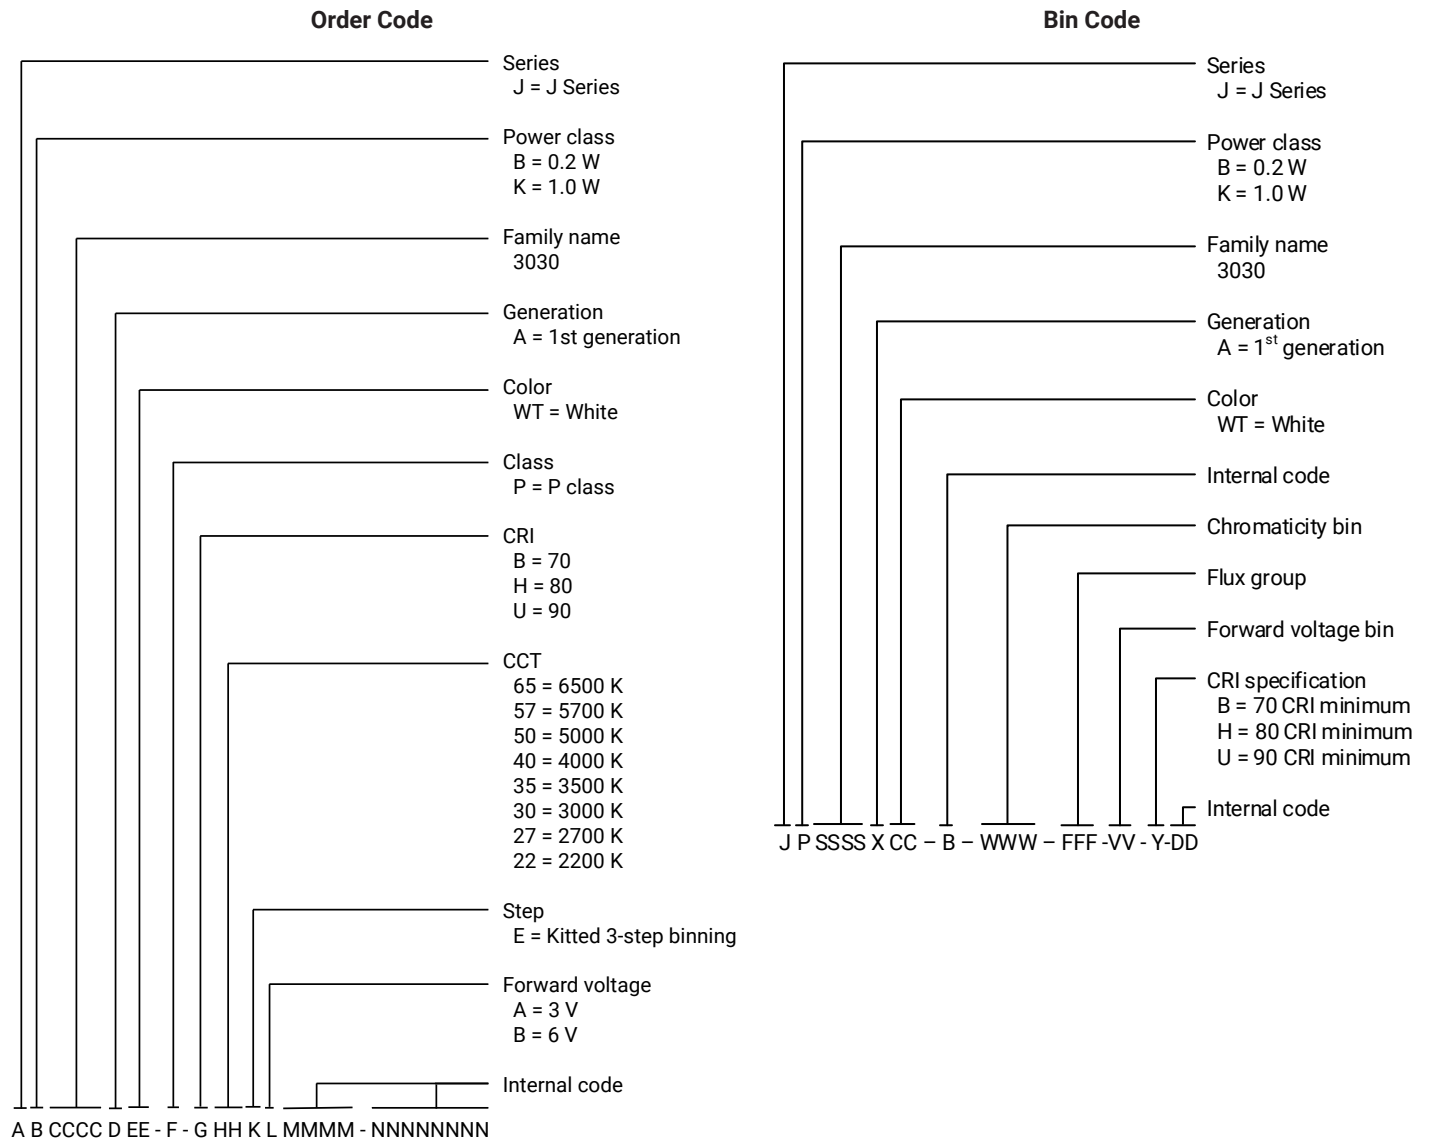 Order Code
Series
J = J Series
Power class
B = 0.2 W
K = 1.0 W
Family name
3030
Generation
A = 1st generation
Color
WT = White
Class
P = P class
CRI
B = 70
H = 80
U = 90
CCT
65 = 6500 K
57 = 5700 K
50 = 5000 K
40 = 4000 K
35 = 3500 K
30 = 3000 K
27 = 2700 K
22 = 2200 K
Step
E = Kitted 3-step binning
Forward voltage
A = 3 V
B = 6 V
Internal code
A B CCCC D EE - F - G HH K L MMMM - NNNNNNNN
Bin Code
Series
J = J Series
Power class
B = 0.2 W
K = 1.0 W
Family name
3030
Generation
A = 1st generation
Color
WT = White
Internal code
Chromaticity bin
Flux group
Forward voltage bin
CRI specification
B = 70 CRI minimum
H = 80 CRI minimum
U = 90 CRI minimum
Internal code
J P SSSS X CC – B – WWW – FFF -VV - Y-DD